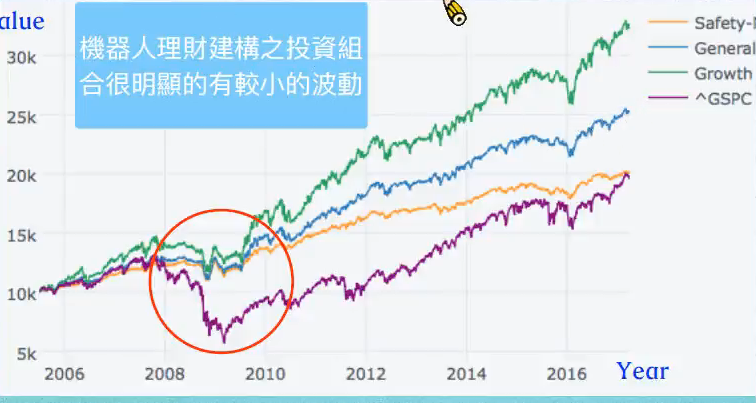 alue
機器人理財建構之投資組
合很明顯的有較小的波動
30k
25k
20k
15k
10k
5k
2006 2008 2010 2012 2014 2016 Year
Safety-
General
Growth
^GSPC